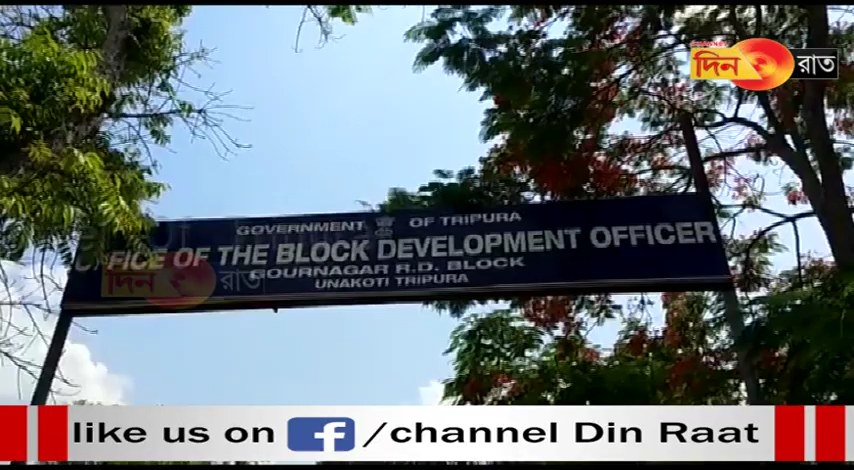 দিন রাত
GOVERNMENT OF TRIPURA
OFFICE OF THE BLOCK DEVELOPMENT OFFICER
GOURNAGAR R.D. BLOCK
UNAKOTI TRIPURA
দিন রাত
like us on f /channel Din Raat